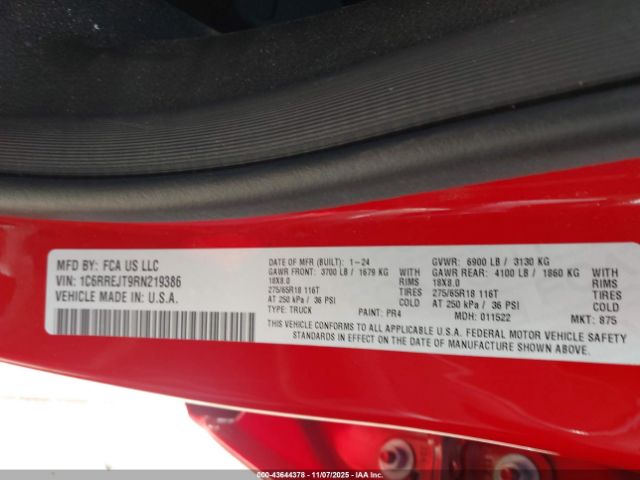 MFD BY: FCA US LLC
VIN: 1C6RREJT9RN219386
VEHICLE MADE IN U.S.A.
DATE OF MFR (BUILT): 1-24
GAWR FRONT: 3700 LB / 1679 KG
18X8.0
275/65R18 116T
AT 250 kPa / 36 PSI
TYPE: TRUCK
PAINT: PR4
WITH
RIMS
TIRES
COLD
GVWR: 6900 LB / 3130 KG
GAWR REAR: 4100 LB / 1860 KG
18X8.0
275/65R18 116T
AT 250 kPa / 36 PSI
MDH: 011522
WITH
RIMS
TIRES
COLD
MKT: 875
THIS VEHICLE CONFORMS TO ALL APPLICABLE U.S.A. FEDERAL MOTOR VEHICLE SAFETY
STANDARDS IN EFFECT ON THE DATE OF MANUFACTURE SHOWN ABOVE.
000-43644378 - 11/07/2025 - IAA Inc.